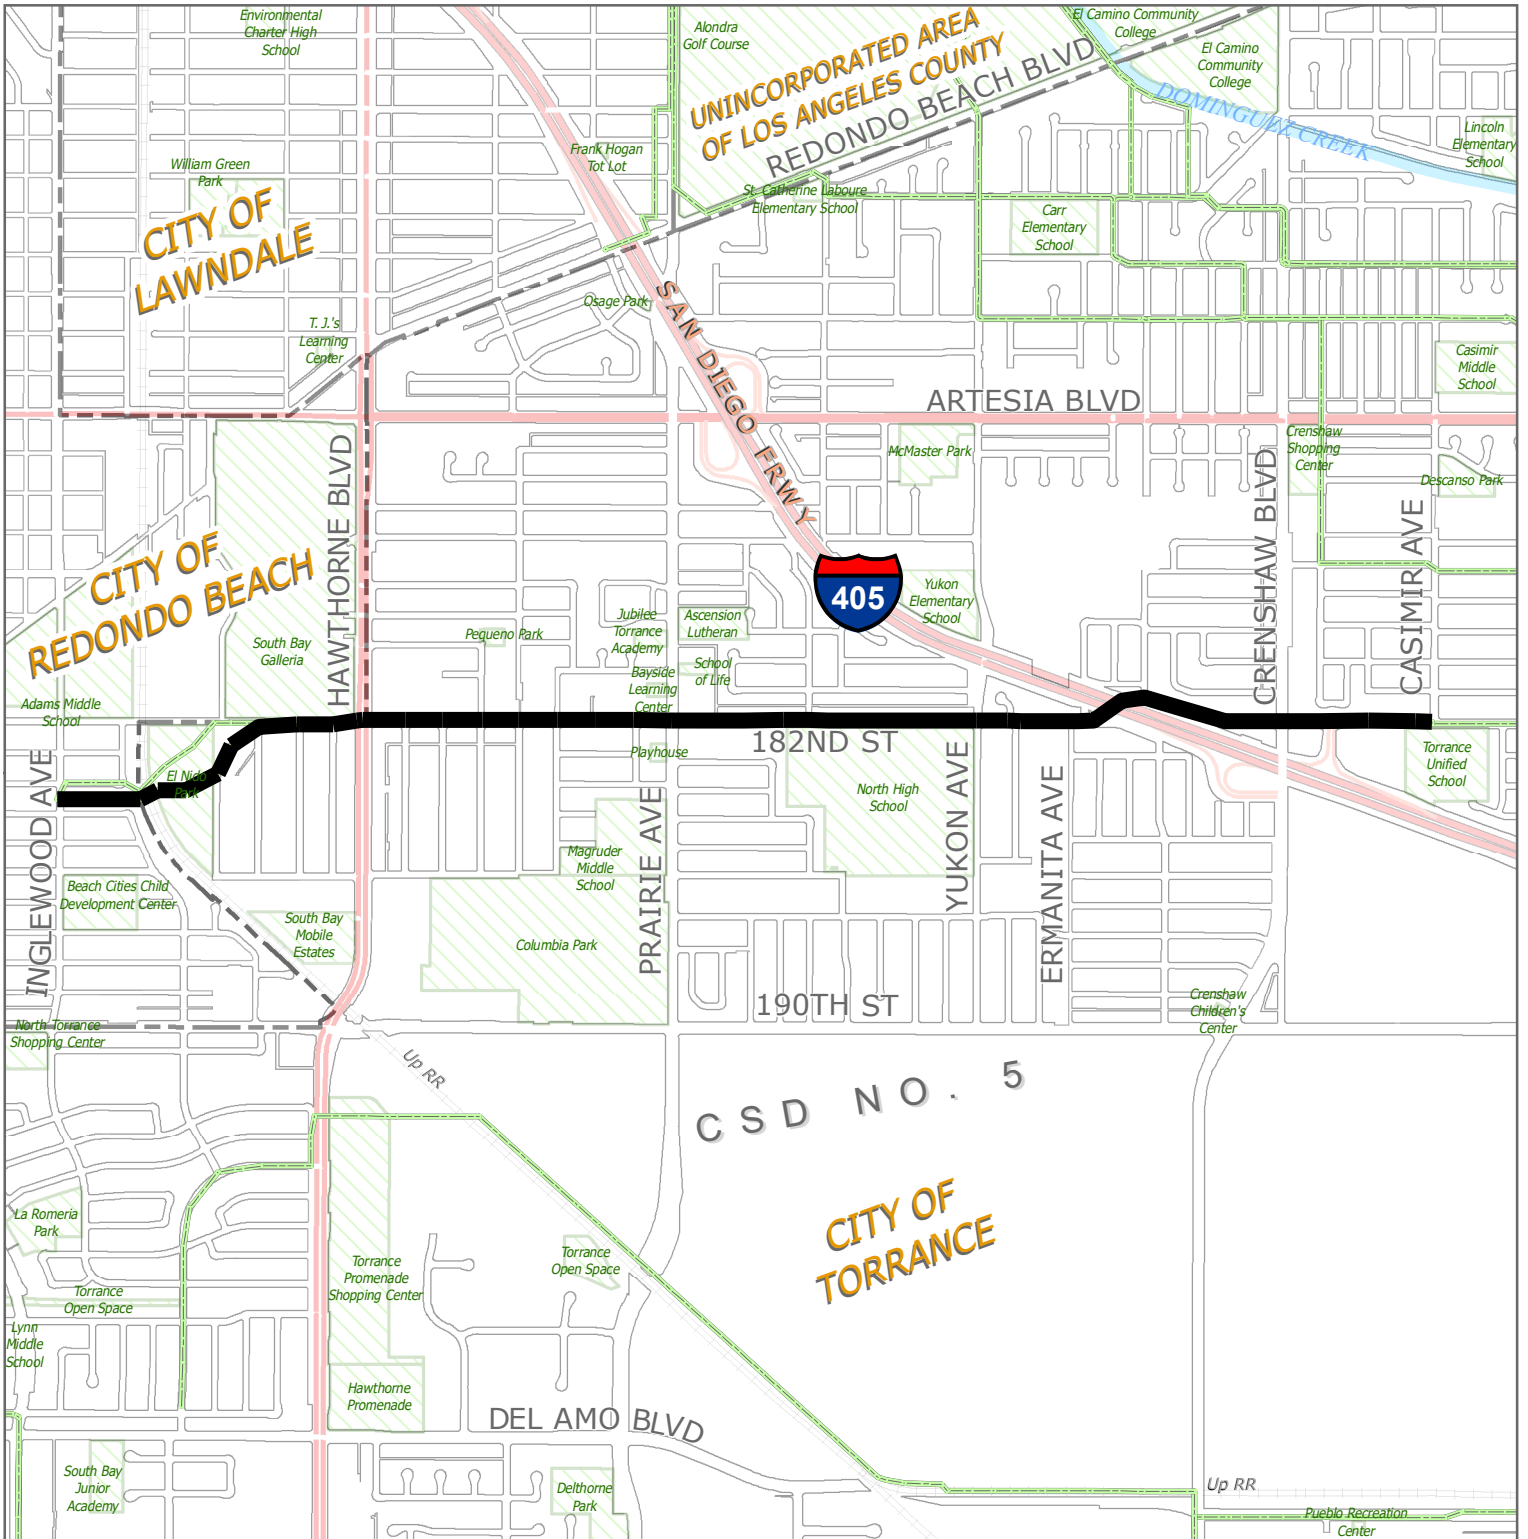 Environmental
Charter High
School
Alondra
Golf Course
UNINCORPORATED AREA
OF LOS ANGELES COUNTY
REDONDO BEACH BLVD
El Camino Community
College
El Camino
Community
College
DOMINGUEZ CREEK
Lincoln
Elementary
School
William Green
Park
Frank Hogan
Tot Lot
St. Catherine Laboure
Elementary School
Carr
Elementary
School
CITY OF
LAWNDALE
Osage Park
SAN DIEGO FRWY
T. J.'s
Learning
Center
Casimir
Middle
School
ARTESIA BLVD
HAWTHORNE BLVD
McMaster Park
Crenshaw
Shopping
Center
Descanso Park
CRENSHAW BLVD
CASIMIR AVE
CITY OF
REDONDO BEACH
405
Yukon
Elementary
School
South Bay
Galleria
Pequeno Park
Jubilee
Torrance
Academy
Ascension
Lutheran
School
of Life
Bayside
Learning
Center
Adams Middle
School
182ND ST
Playhouse
El Nido
Park
INGLEWOOD AVE
North High
School
YUKON AVE
ERMANITA AVE
Torrance
Unified
School
PRAIRIE AVE
Magruder
Middle
School
Beach Cities Child
Development Center
South Bay
Mobile
Estates
Columbia Park
190TH ST
Crenshaw
Children's
Center
North Torrance
Shopping Center
Up RR
CSD NO. 5
La Romeria
Park
CITY OF
TORRANCE
Torrance
Promenade
Shopping Center
Torrance
Open Space
Torrance
Open Space
Lynn
Middle
School
Hawthorne
Promenade
DEL AMO BLVD
South Bay
Junior
Academy
Delthorne
Park
Up RR
Pueblo Recreation
Center